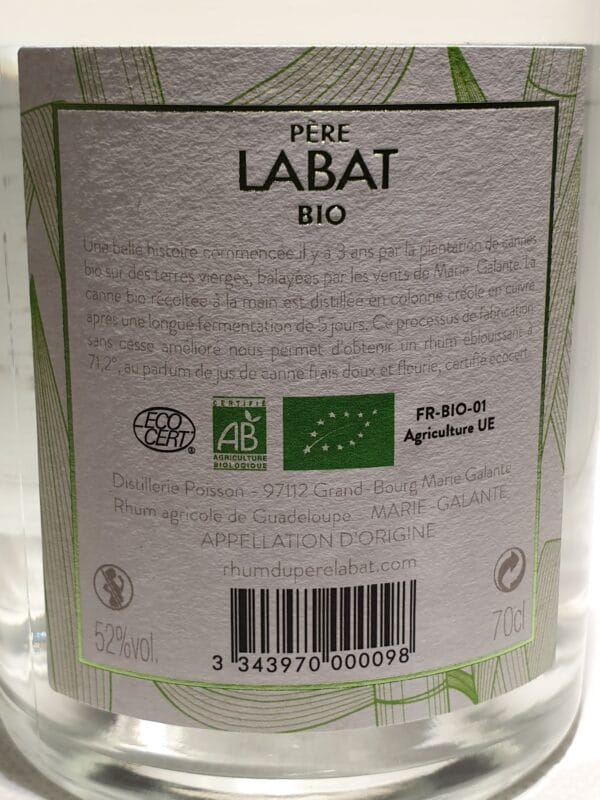 PÈRE
LABAT
BIO
Une belle histoire commencée il y a 3 ans par la plantation de cannes
bio sur des terres vierges, balayées par les vents de Marie-Galante. La
canne bio récoltée à la main est distillée en colonne créole en cuivre
après une longue fermentation de 5 jours. Ce processus de fabrication
sans cesse amélioré nous permet d'obtenir un rhum éblouissant à
71,2°, au parfum de jus de canne frais doux et fleurie, certifié ecocert.
ECO
CERT®
CERTIFIÉ
AB
AGRICULTURE
BIOLOGIQUE
FR-BIO-01
Agriculture UE
Distillerie Poisson - 97112 Grand-Bourg Marie Galante
Rhum agricole de Guadeloupe MARIE-GALANTE
APPELLATION D'ORIGINE
rhumduperelabat.com
52%vol.
70cl
3 343970 000098